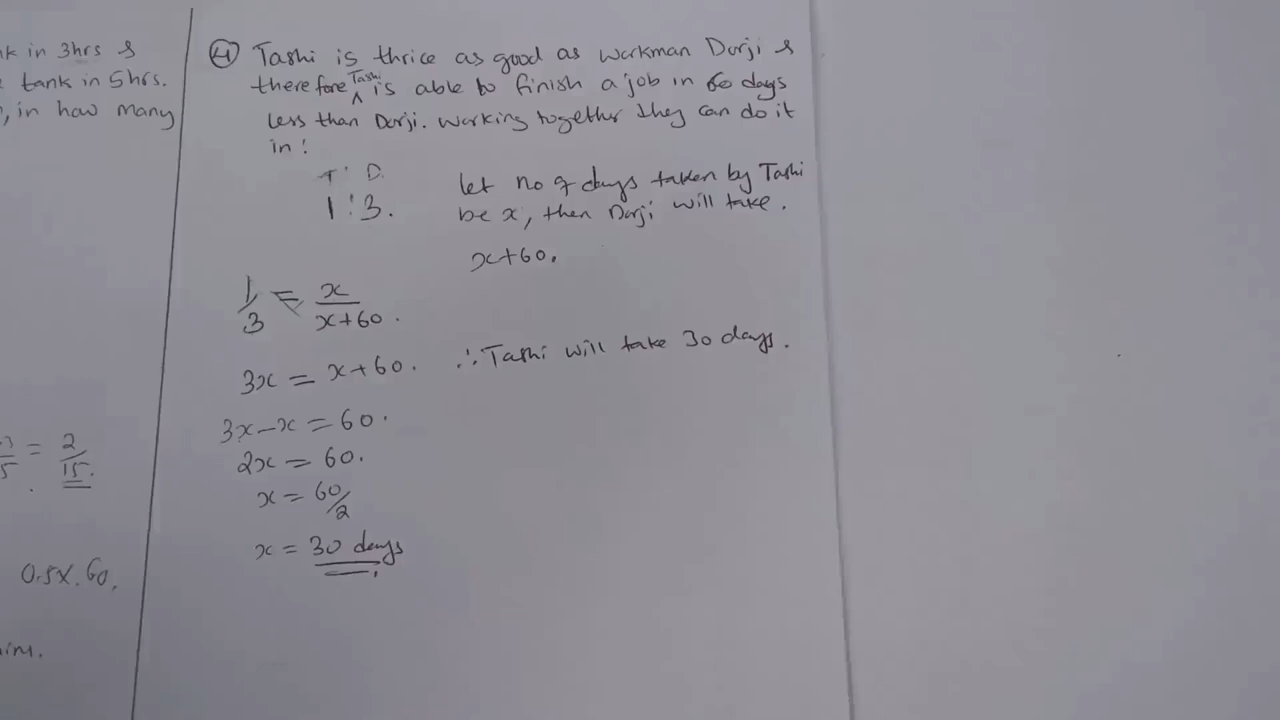 nk in 3hrs &
tank in 5hrs.
, in how many
= 2/15.
0.5x.60.
④ Tashi is thrice as good as workman Dorji &
therefore Tashi is able to finish a job in 60 days
less than Dorji. Working together they can do it
in:
T : D.
1 : 3.
let no of days taken by Tashi
be x, then Dorji will take.
x+60.
1/3 = x/x+60.
3x = x+60. ∴ Tashi will take 30 days.
3x-x = 60.
2x = 60.
x = 60/2
x = 30 days